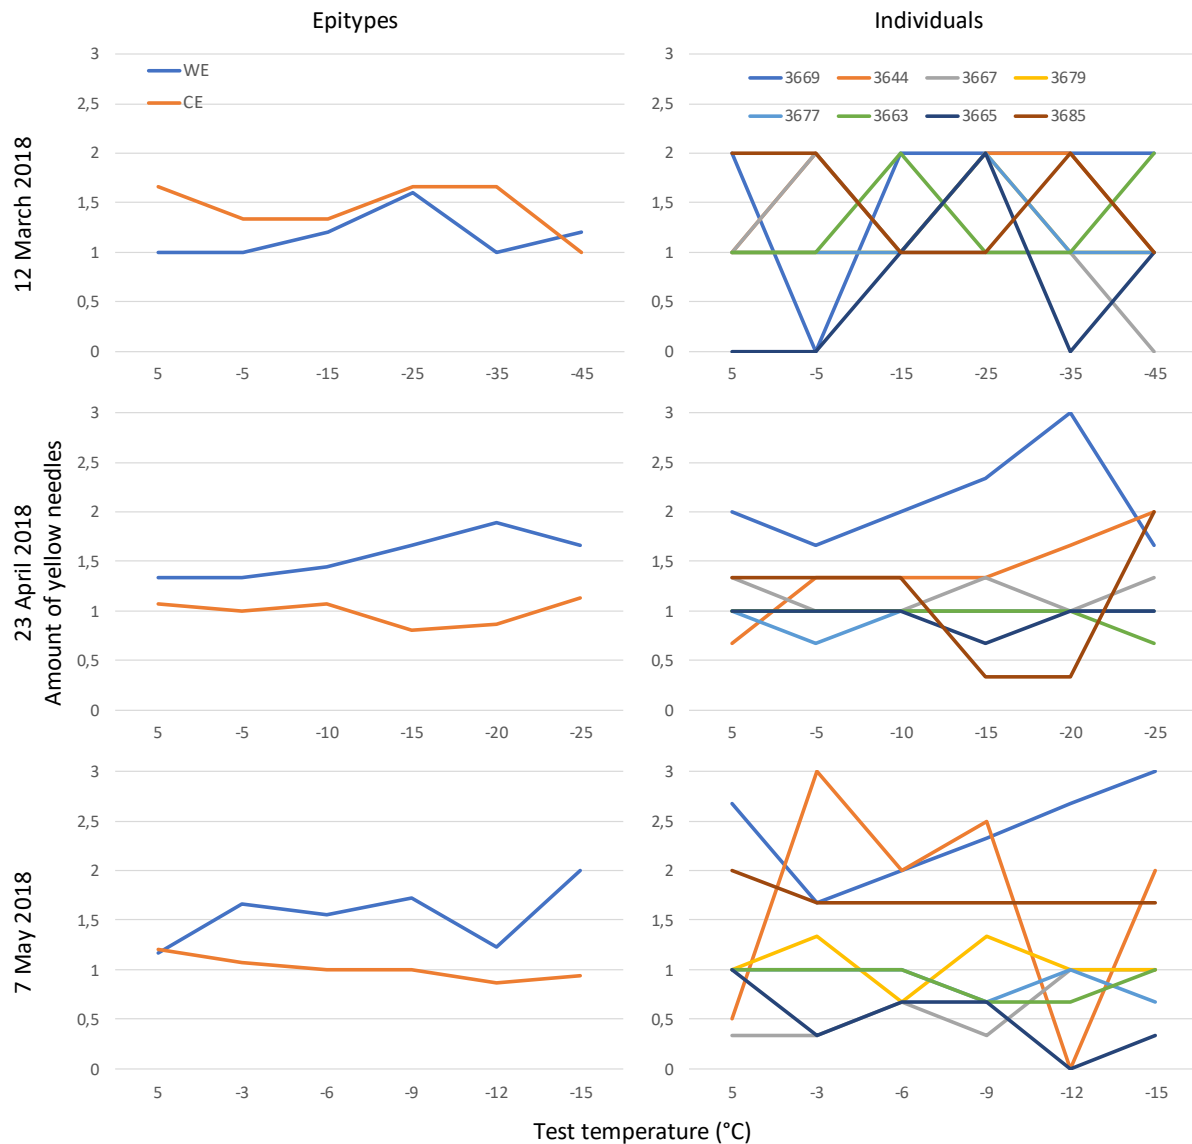 Epitypes
Individuals
12 March 2018
3
2,5
2
1,5
1
0,5
0
WE
CE
5 -5 -15 -25 -35 -45
3
2,5
2
1,5
1
0,5
0
3669 3644 3667 3679
3677 3663 3665 3685
5 -5 -15 -25 -35 -45
23 April 2018
Amount of yellow needles
3
2,5
2
1,5
1
0,5
0
5 -5 -10 -15 -20 -25
3
2,5
2
1,5
1
0,5
0
5 -5 -10 -15 -20 -25
7 May 2018
3
2,5
2
1,5
1
0,5
0
5 -3 -6 -9 -12 -15
3
2,5
2
1,5
1
0,5
0
5 -3 -6 -9 -12 -15
Test temperature (°C)